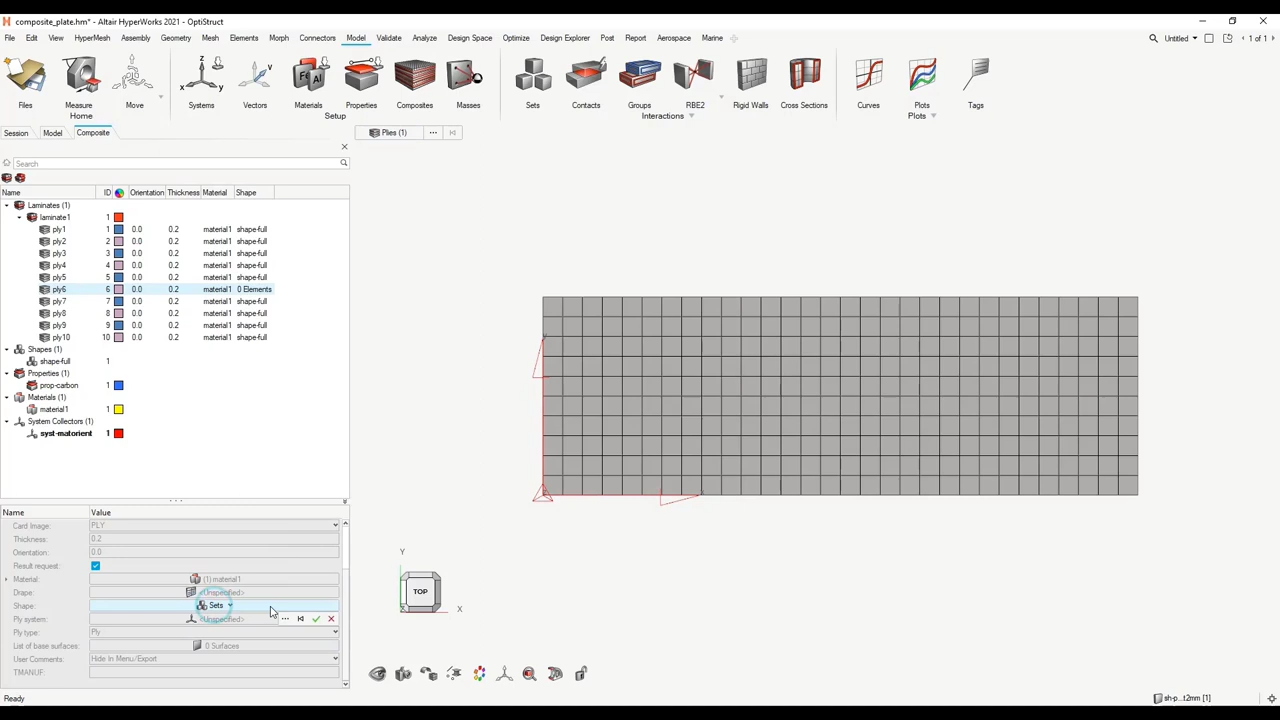 composite_plate.hm* - Altair HyperWorks 2021 - OptiStruct
File Edit View HyperMesh Assembly Geometry Mesh Elements Morph Connectors Model Validate Analyze Design Space Optimize Design Explorer Post Report Aerospace Marine
Untitled 1 of 1
Files Measure Move Systems Vectors Materials Properties Composites Masses Sets Contacts Groups RBE2 Rigid Walls Cross Sections Curves Plots Tags
Home Setup Interactions Plots
Session Model Composite
Plies (1)
Search
Name ID Orientation Thickness Material Shape
Laminates (1)
laminate1 1
ply1 1 0.0 0.2 material1 shape-full
ply2 2 0.0 0.2 material1 shape-full
ply3 3 0.0 0.2 material1 shape-full
ply4 4 0.0 0.2 material1 shape-full
ply5 5 0.0 0.2 material1 shape-full
ply6 6 0.0 0.2 material1 0 Elements
ply7 7 0.0 0.2 material1 shape-full
ply8 8 0.0 0.2 material1 shape-full
ply9 9 0.0 0.2 material1 shape-full
ply10 10 0.0 0.2 material1 shape-full
Shapes (1)
shape-full 1
Properties (1)
prop-carbon 1
Materials (1)
material1 1
System Collectors (1)
syst-matorient 1
Name Value
Card Image: PLY
Thickness: 0.2
Orientation: 0.0
Result request:
Material: (1) material1
Drape: <Unspecified>
Shape: Sets
Ply system: <Unspecified>
Ply type: Ply
List of base surfaces: 0 Surfaces
User Comments: Hide In Menu/Export
TMANUF:
Y
TOP
Z X
Ready
sh-p...t2mm [1]